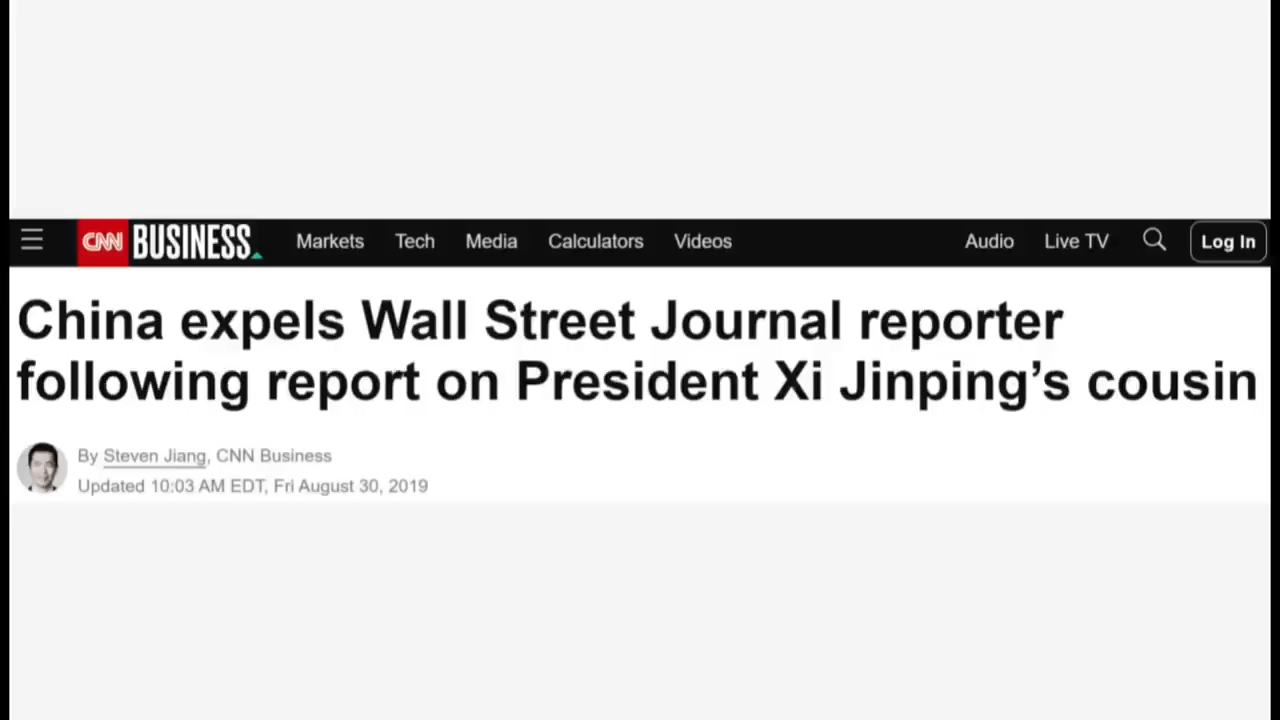 CNN BUSINESS Markets Tech Media Calculators Videos Audio Live TV Log In
China expels Wall Street Journal reporter
following report on President Xi Jinping’s cousin
By Steven Jiang, CNN Business
Updated 10:03 AM EDT, Fri August 30, 2019